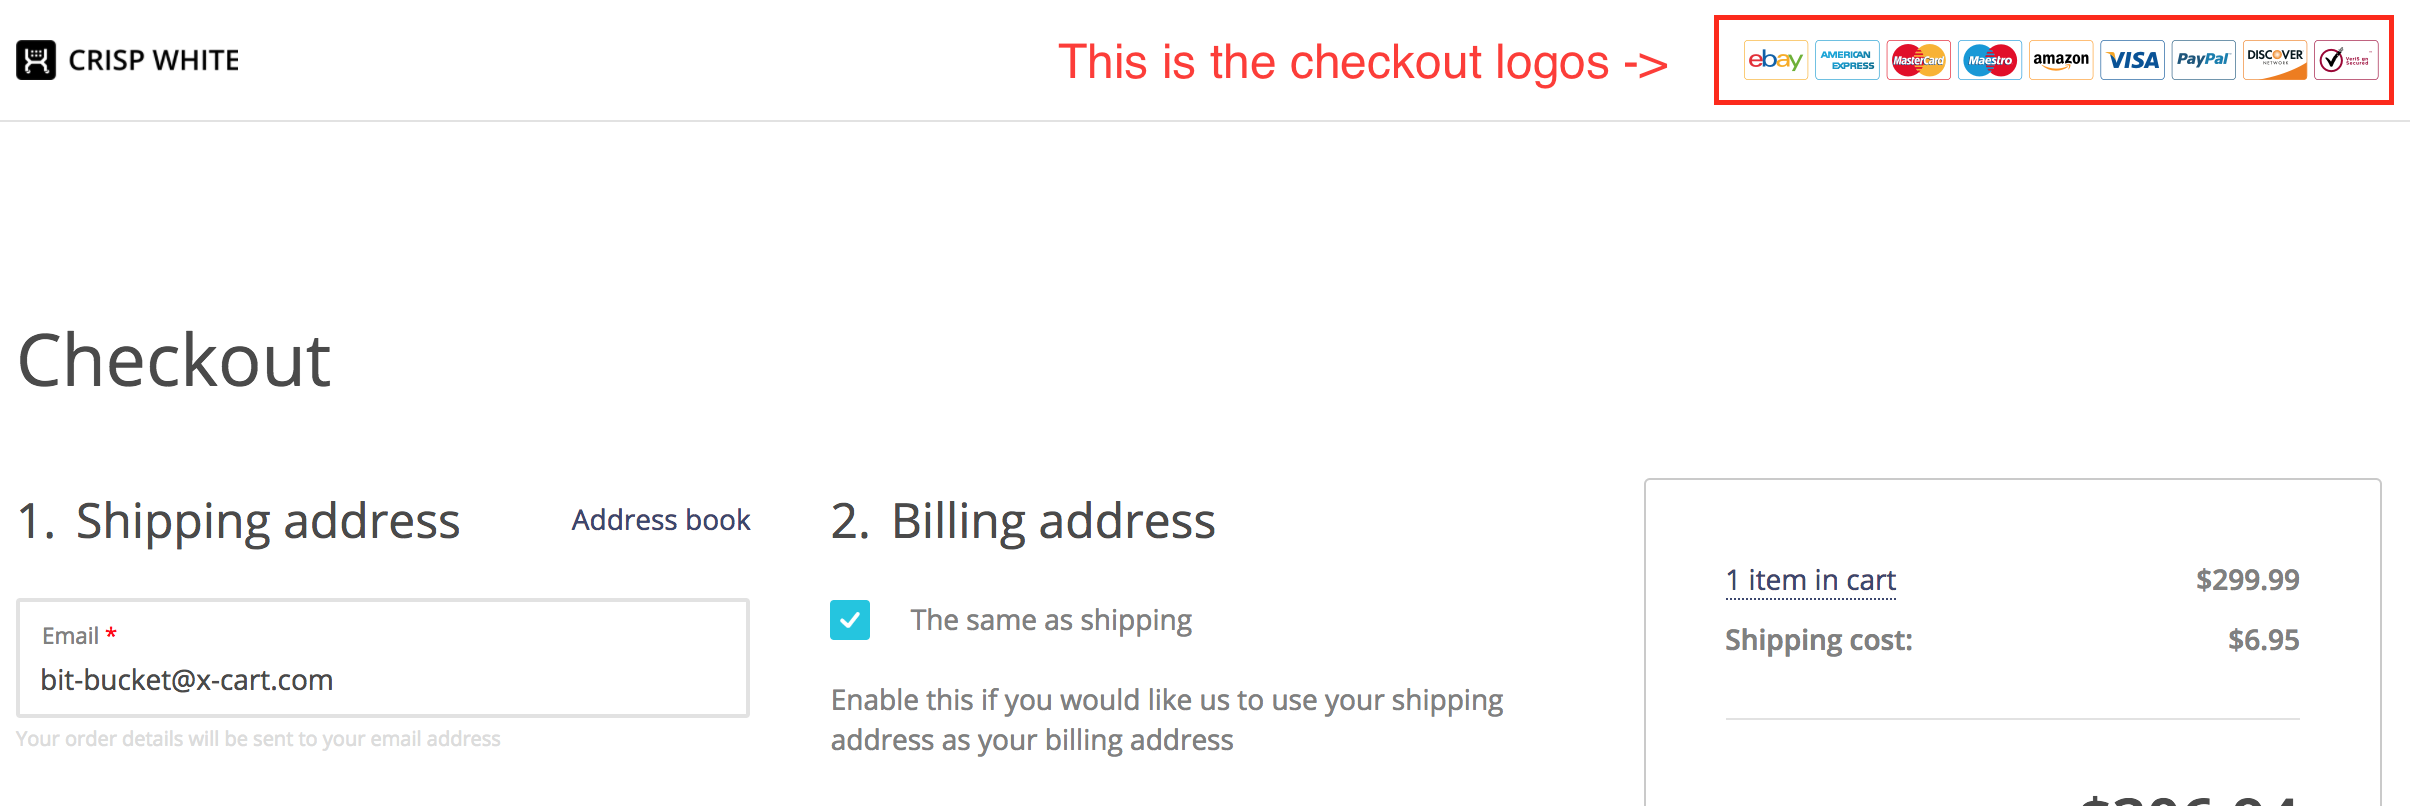 CRISP WHITE
This is the checkout logos ->
ebay
AMERICAN
EXPRESS
MasterCard
Maestro
amazon
VISA
PayPal
DISCOVER
NETWORK
VeriSign
Secured
Checkout
1. Shipping address
Address book
Email *
bit-bucket@x-cart.com
Your order details will be sent to your email address
2. Billing address
The same as shipping
Enable this if you would like us to use your shipping
address as your billing address
1 item in cart $299.99
Shipping cost: $6.95